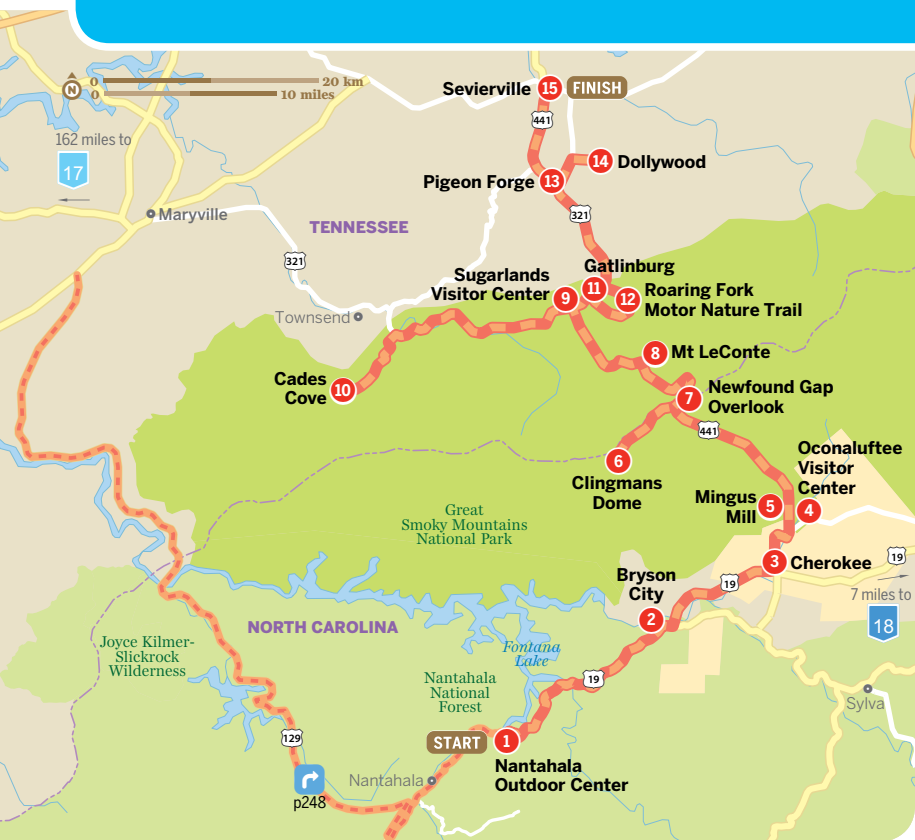 N
0
20 km
0
10 miles
162 miles to
17
Sevierville
15
FINISH
441
14
Dollywood
Pigeon Forge
13
Maryville
TENNESSEE
321
321
Gatlinburg
Sugarlands
Visitor Center
9
11
12
Roaring Fork
Motor Nature Trail
Townsend
8
Mt LeConte
Cades
Cove
10
7
Newfound Gap
Overlook
441
6
Clingmans
Dome
Oconaluftee
Visitor
Center
Mingus
Mill
5
4
Great
Smoky Mountains
National Park
3
Cherokee
19
19
Bryson
City
2
7 miles to
18
NORTH CAROLINA
Joyce Kilmer-
Slickrock
Wilderness
Fontana
Lake
19
Nantahala
National
Forest
Sylva
129
START
1
Nantahala
Outdoor Center
Nantahala
p248